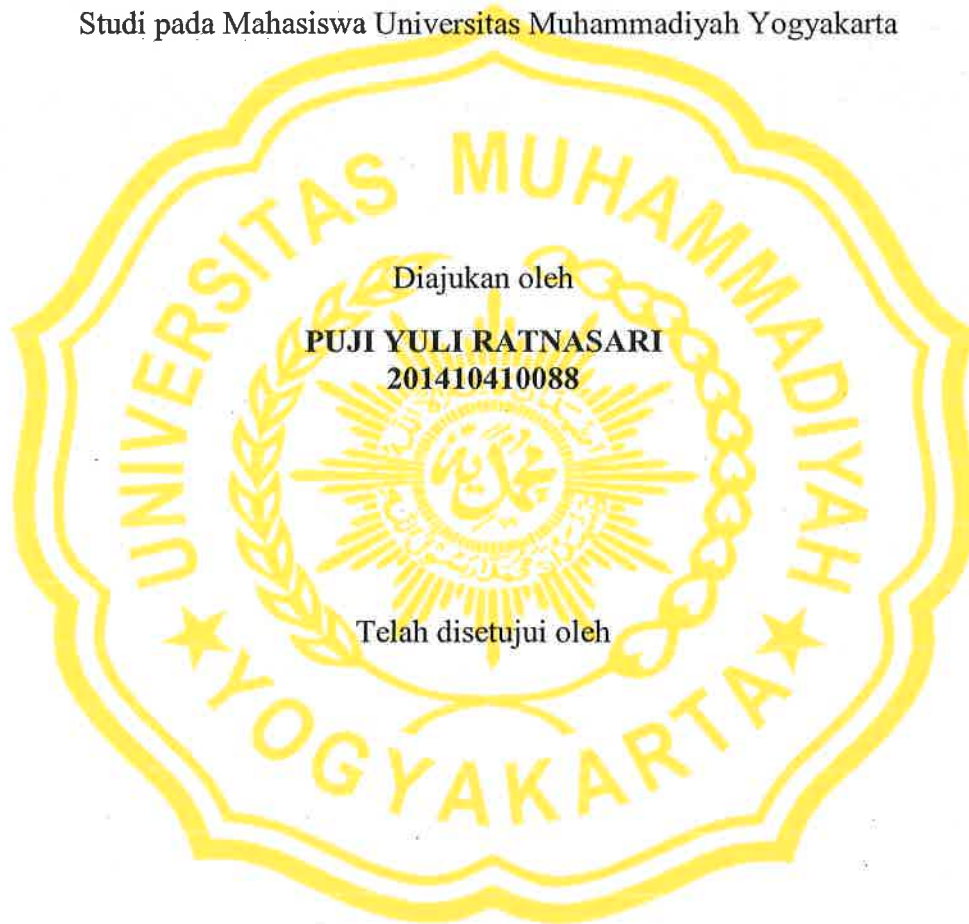 Studi pada Mahasiswa Universitas Muhammadiyah Yogyakarta
UNIVERSITAS MUHAMMADIYAH
Diajukan oleh
PUJI YULI RATNASARI
201410410088
Telah disetujui oleh
YOGYAKARTA